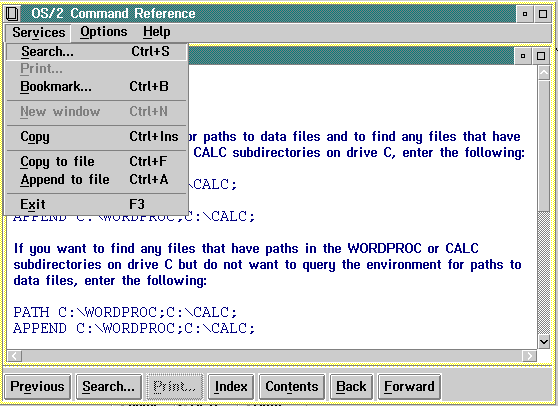 OS/2 Command Reference
Services Options Help
Search... Ctrl+S
Print...
Bookmark... Ctrl+B
New window Ctrl+N
Copy Ctrl+Ins
Copy to file Ctrl+F
Append to file Ctrl+A
Exit F3
or paths to data files and to find any files that have
CALC subdirectories on drive C, enter the following:
\CALC;
APPEND C:\WORDPROC;C:\CALC;
If you want to find any files that have paths in the WORDPROC or CALC
subdirectories on drive C but do not want to query the environment for paths to
data files, enter the following:
PATH C:\WORDPROC;C:\CALC;
APPEND C:\WORDPROC;C:\CALC;
Previous Search... Print... Index Contents Back Forward